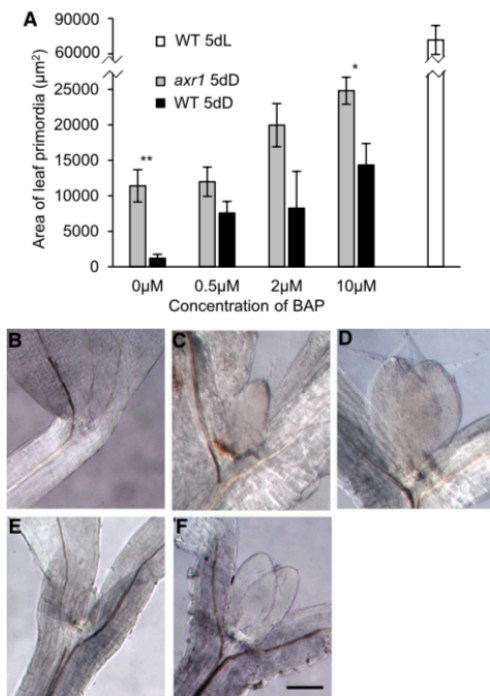 A
90000
60000
25000
20000
15000
10000
5000
0
Area of leaf primordia (µm²)
WT 5dL
axr1 5dD
WT 5dD
**
*
0µM 0.5µM 2µM 10µM
Concentration of BAP
B
C
D
E
F